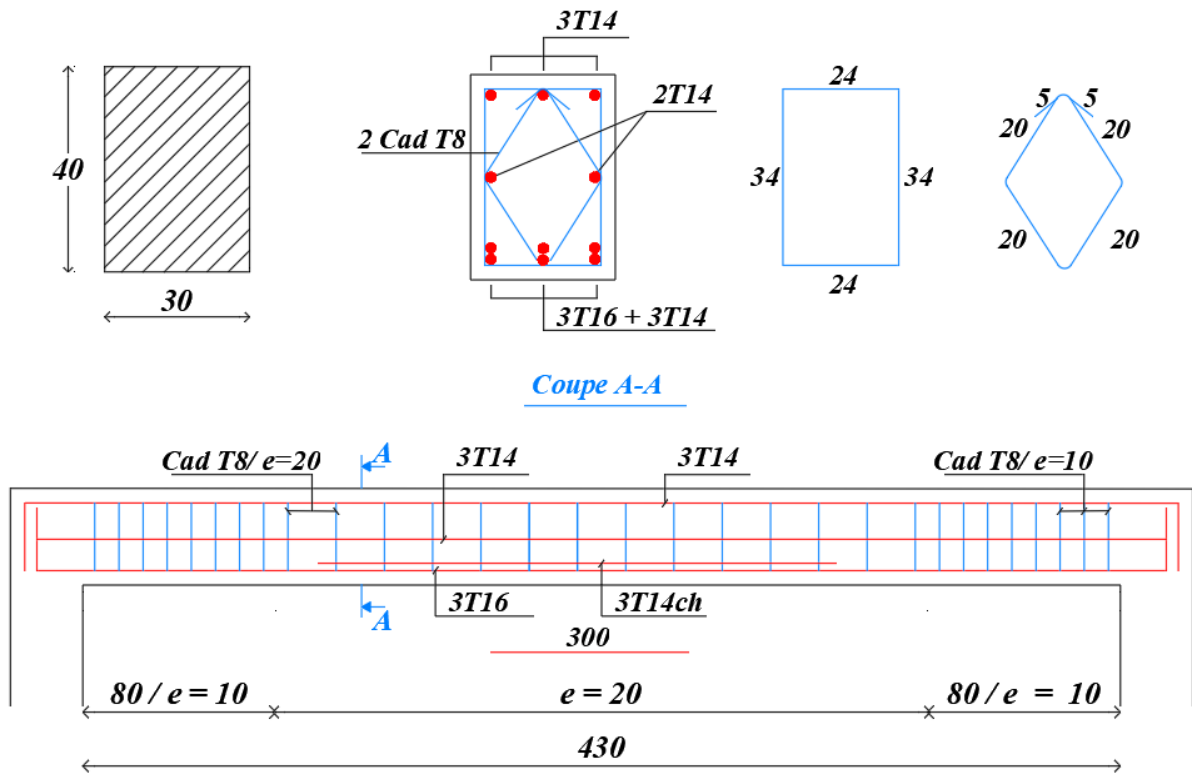 3T14
40
30
2T14
2 Cad T8
3T16 + 3T14
24
34
34
24
5
5
20
20
20
20
Coupe A-A
Cad T8/ e=20
A
3T14
3T14
Cad T8/ e=10
A
3T16
3T14ch
300
80 / e = 10
e = 20
80 / e = 10
430